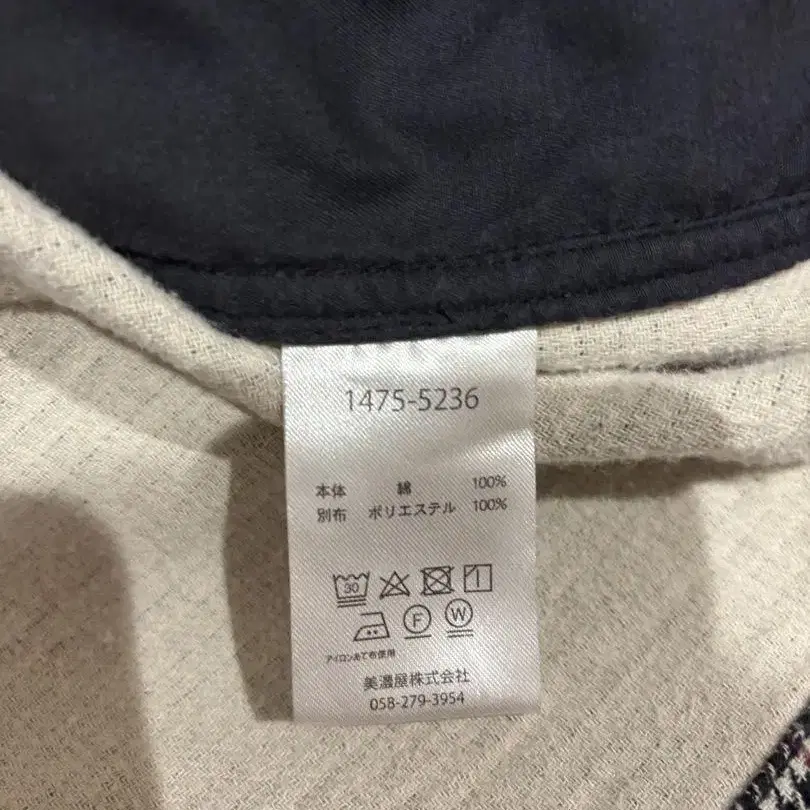 1475-5236
本体 綿 100%
別布 ポリエステル 100%
30
F W
アイロンあて布使用
美濃屋株式会社
058-279-3954